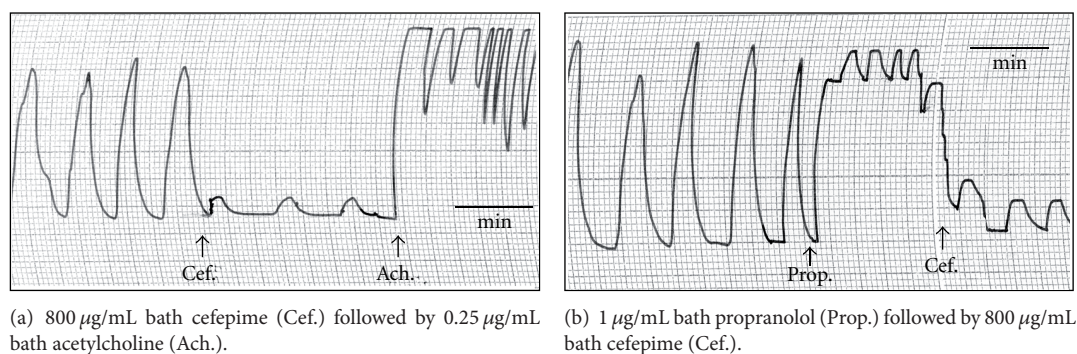 Cef.
Ach.
min
(a) 800 μg/mL bath cefepime (Cef.) followed by 0.25 μg/mL
bath acetylcholine (Ach.).
min
Prop.
Cef.
(b) 1 μg/mL bath propranolol (Prop.) followed by 800 μg/mL
bath cefepime (Cef.).